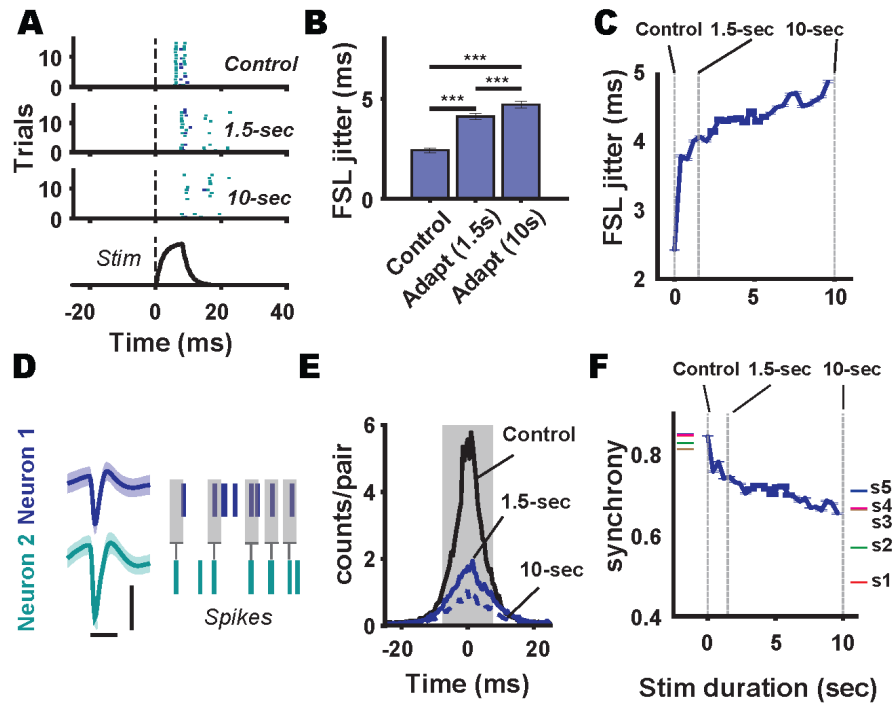 A
Trials
15
0
Control
15
0
1.5-sec
15
0
10-sec
Stim
-20 0 20 40
Time (ms)
B
FSL jitter (ms)
5
0
***
*** ***
Control
Adapt (1.5s)
Adapt (10s)
C
Control 1.5-sec 10-sec
FSL jitter (ms)
5
4
3
2
0 5 10
D
Neuron 1
Neuron 2
Spikes
E
counts/pair
6
4
2
0
Control
1.5-sec
10-sec
-20 0 20
Time (ms)
F
Control 1.5-sec 10-sec
synchrony
0.8
0.6
0.4
s5
s4
s3
s2
s1
0 5 10
Stim duration (sec)